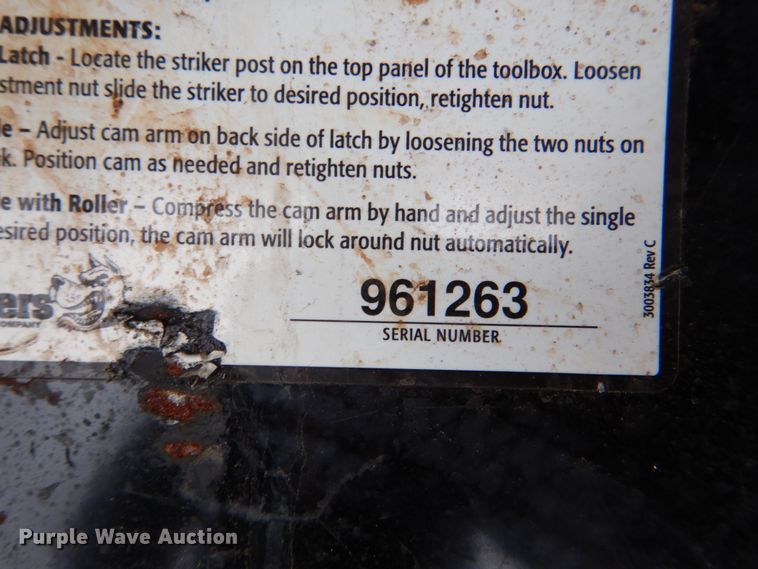 ADJUSTMENTS:
Latch - Locate the striker post on the top panel of the toolbox. Loosen
stment nut slide the striker to desired position, retighten nut.
le – Adjust cam arm on back side of latch by loosening the two nuts on
k. Position cam as needed and retighten nuts.
e with Roller – Compress the cam arm by hand and adjust the single
esired position, the cam arm will lock around nut automatically.
ers
COMPANY
961263
SERIAL NUMBER
3003834 Rev C
Purple Wave Auction